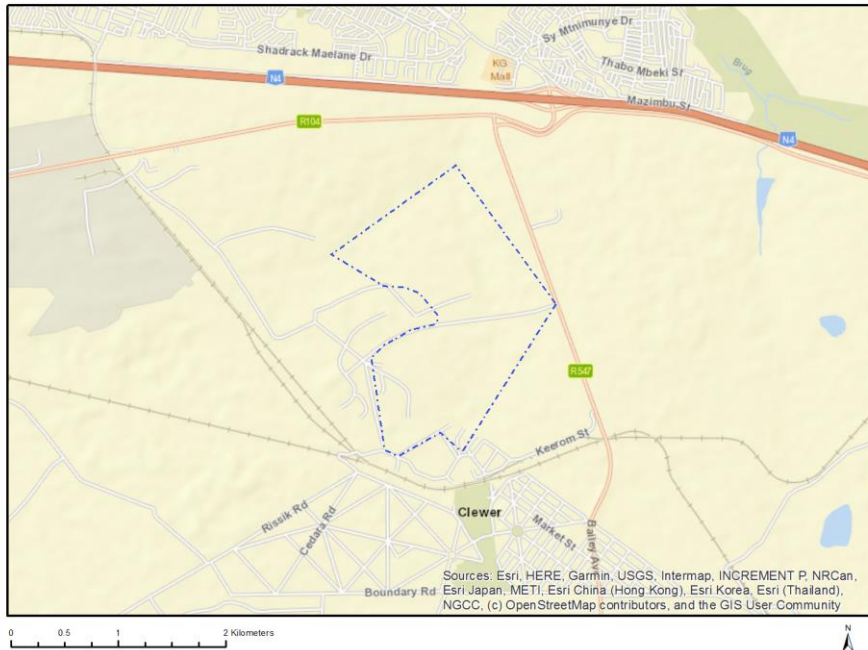 Sy Mtnimunye Dr
Shadrack Maelane Dr
KG
Mall
Thabo Mbeki St
Brug
N4
Mazimbu St
R104
N4
R547
Keerom St
Clewer
Rissik Rd
Cedara Rd
Market St
Bailey Ave
Boundary Rd
Sources: Esri, HERE, Garmin, USGS, Intermap, INCREMENT P, NRCan,
Esri Japan, METI, Esri China (Hong Kong), Esri Korea, Esri (Thailand),
NGCC, (c) OpenStreetMap contributors, and the GIS User Community
0 0.5 1 2 Kilometers
N